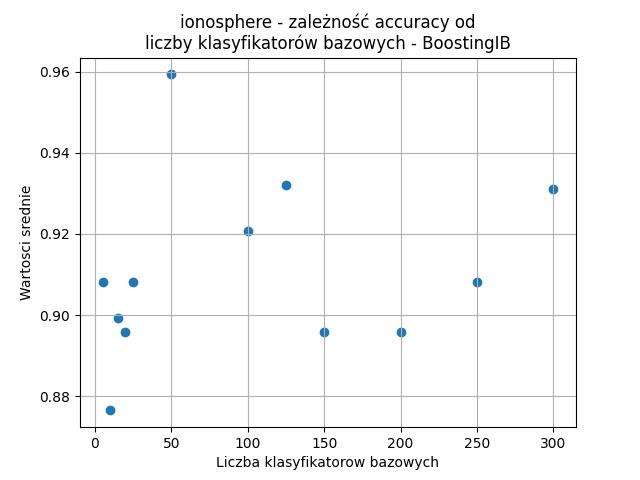 ionosphere - zależność accuracy od
liczby klasyfikatorów bazowych - BoostingIB
0.96
0.94
0.92
0.90
0.88
Wartosci srednie
0 50 100 150 200 250 300
Liczba klasyfikatorow bazowych